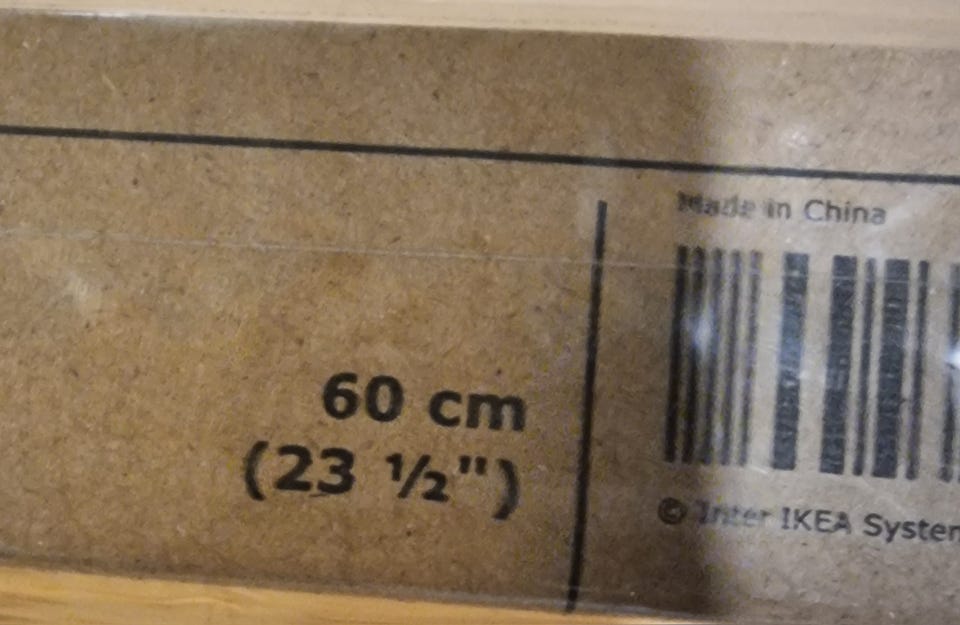 Made in China
60 cm
(23 ½")
© Inter IKEA System